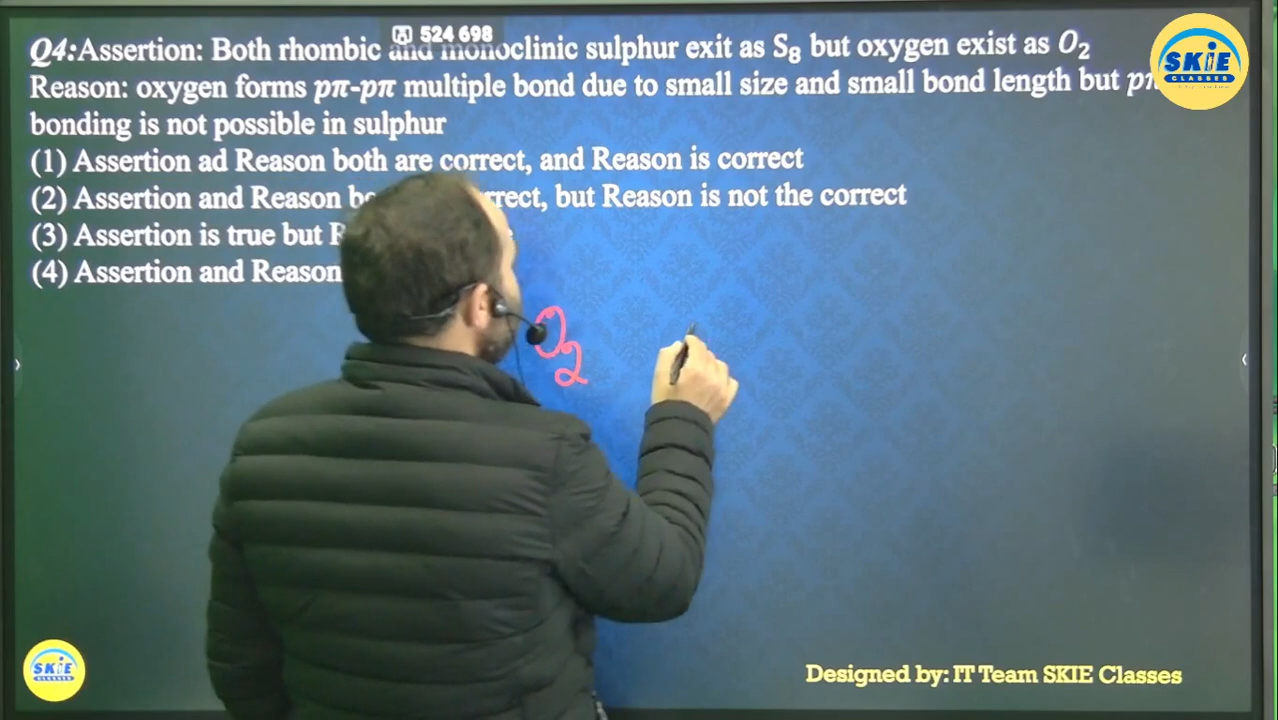 524 698
Q4:Assertion: Both rhombic and monoclinic sulphur exit as S₈ but oxygen exist as O₂
Reason: oxygen forms pπ-pπ multiple bond due to small size and small bond length but
bonding is not possible in sulphur
(1) Assertion ad Reason both are correct, and Reason is correct
(2) Assertion and Reason but Reason is not the correct
(3) Assertion is true but
(4) Assertion and Reason
O₂
SKIE
CLASSES
SKIE
CLASSES
Designed by: IT Team SKIE Classes